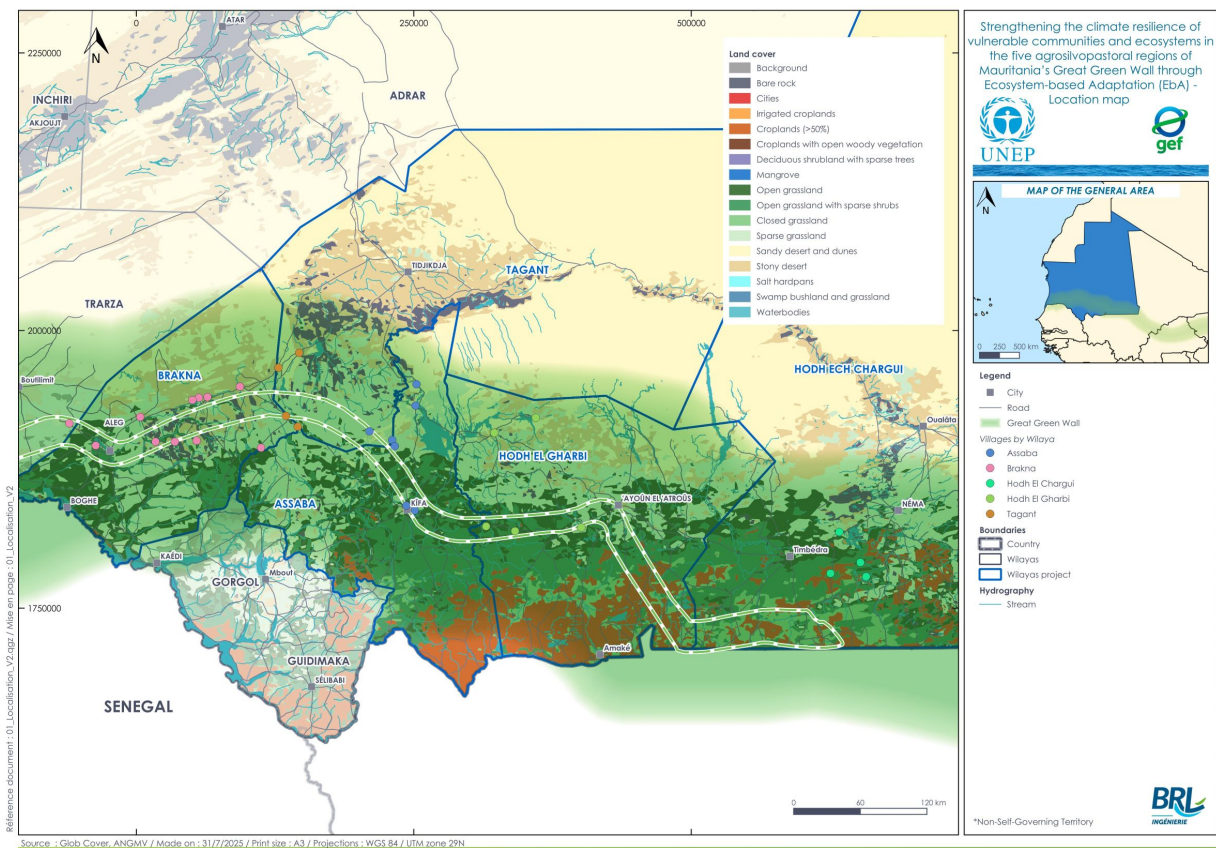 0
250000
500000
2250000
2000000
1750000
N
ATAR
INCHIRI
AKJOUJT
ADRAR
TRARZA
TIDJIKDJA
TAGANT
Boutilimit
BRAKNA
ALEG
HODH ECH CHARGUI
Oualâta
HODH EL GHARBI
ASSABA
KÎFA
'AYOÛN EL 'ATROÛS
NÉMA
BOGHE
KAÉDI
Mbout
GORGOL
Timbédra
GUIDIMAKA
Amaké
SÉLIBABI
SENEGAL
0 60 120 km
Land cover
Background
Bare rock
Cities
Irrigated croplands
Croplands (>50%)
Croplands with open woody vegetation
Deciduous shrubland with sparse trees
Mangrove
Open grassland
Open grassland with sparse shrubs
Closed grassland
Sparse grassland
Sandy desert and dunes
Stony desert
Salt hardpans
Swamp bushland and grassland
Waterbodies
Réference document : 01_Localisation_V2.qgz / Mise en page : 01_Localisation_V2
Source : Glob Cover, ANGMV / Made on : 31/7/2025 / Print size : A3 / Projections : WGS 84 / UTM zone 29N
Strengthening the climate resilience of
vulnerable communities and ecosystems in
the five agrosilvopastoral regions of
Mauritania's Great Green Wall through
Ecosystem-based Adaptation (EbA) -
Location map
UNEP
gef
MAP OF THE GENERAL AREA
N
0 250 500 km
Legend
City
Road
Great Green Wall
Villages by Wilaya
Assaba
Brakna
Hodh El Chargui
Hodh El Gharbi
Tagant
Boundaries
Country
Wilayas
Wilayas project
Hydrography
Stream
*Non-Self-Governing Territory
BRL
INGÉNIERIE